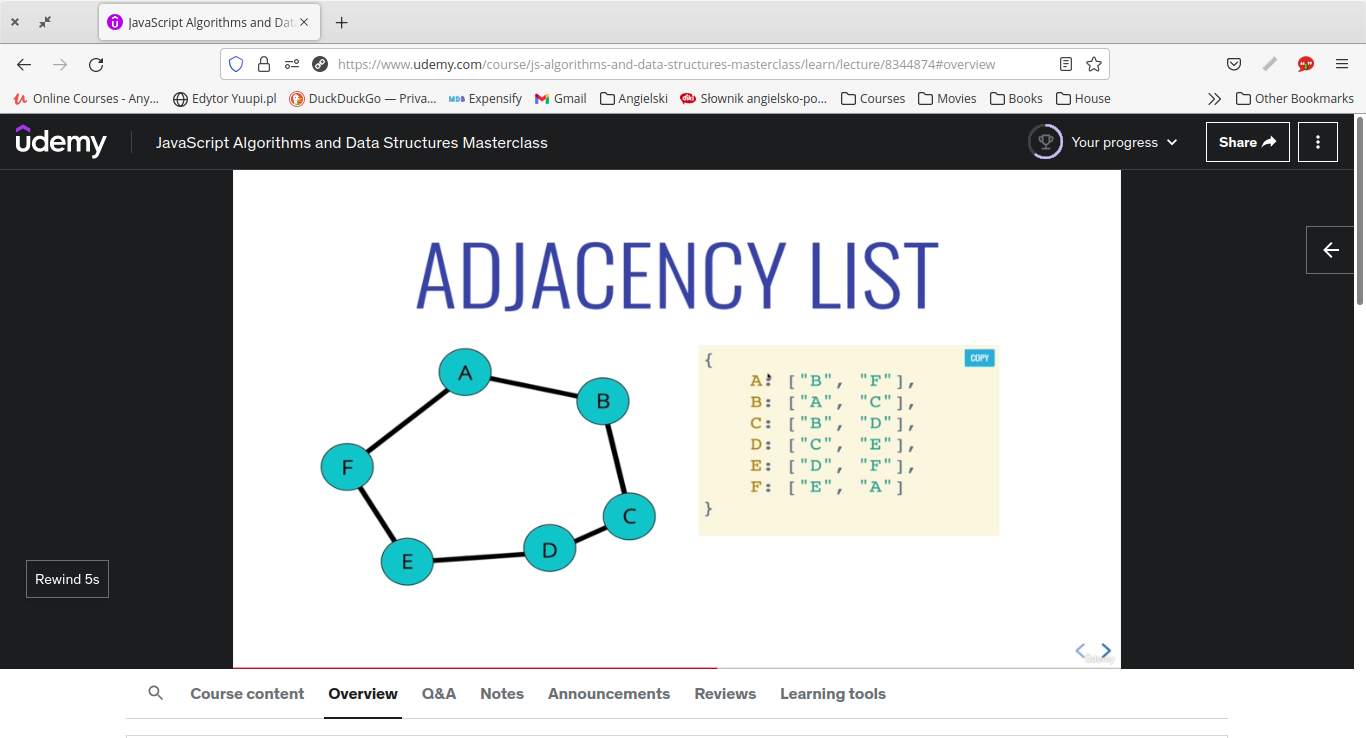 JavaScript Algorithms and Dat
https://www.udemy.com/course/js-algorithms-and-data-structures-masterclass/learn/lecture/8344874#overview
Online Courses - Any... Edytor Yuupi.pl DuckDuckGo — Priva... MDB Expensify Gmail Angielski diki Słownik angielsko-po... Courses Movies Books House Other Bookmarks
udemy JavaScript Algorithms and Data Structures Masterclass Your progress Share
ADJACENCY LIST
A
B
F
C
D
E
COPY
{
A: ["B", "F"],
B: ["A", "C"],
C: ["B", "D"],
D: ["C", "E"],
E: ["D", "F"],
F: ["E", "A"]
}
Rewind 5s
Udemy
Course content Overview Q&A Notes Announcements Reviews Learning tools